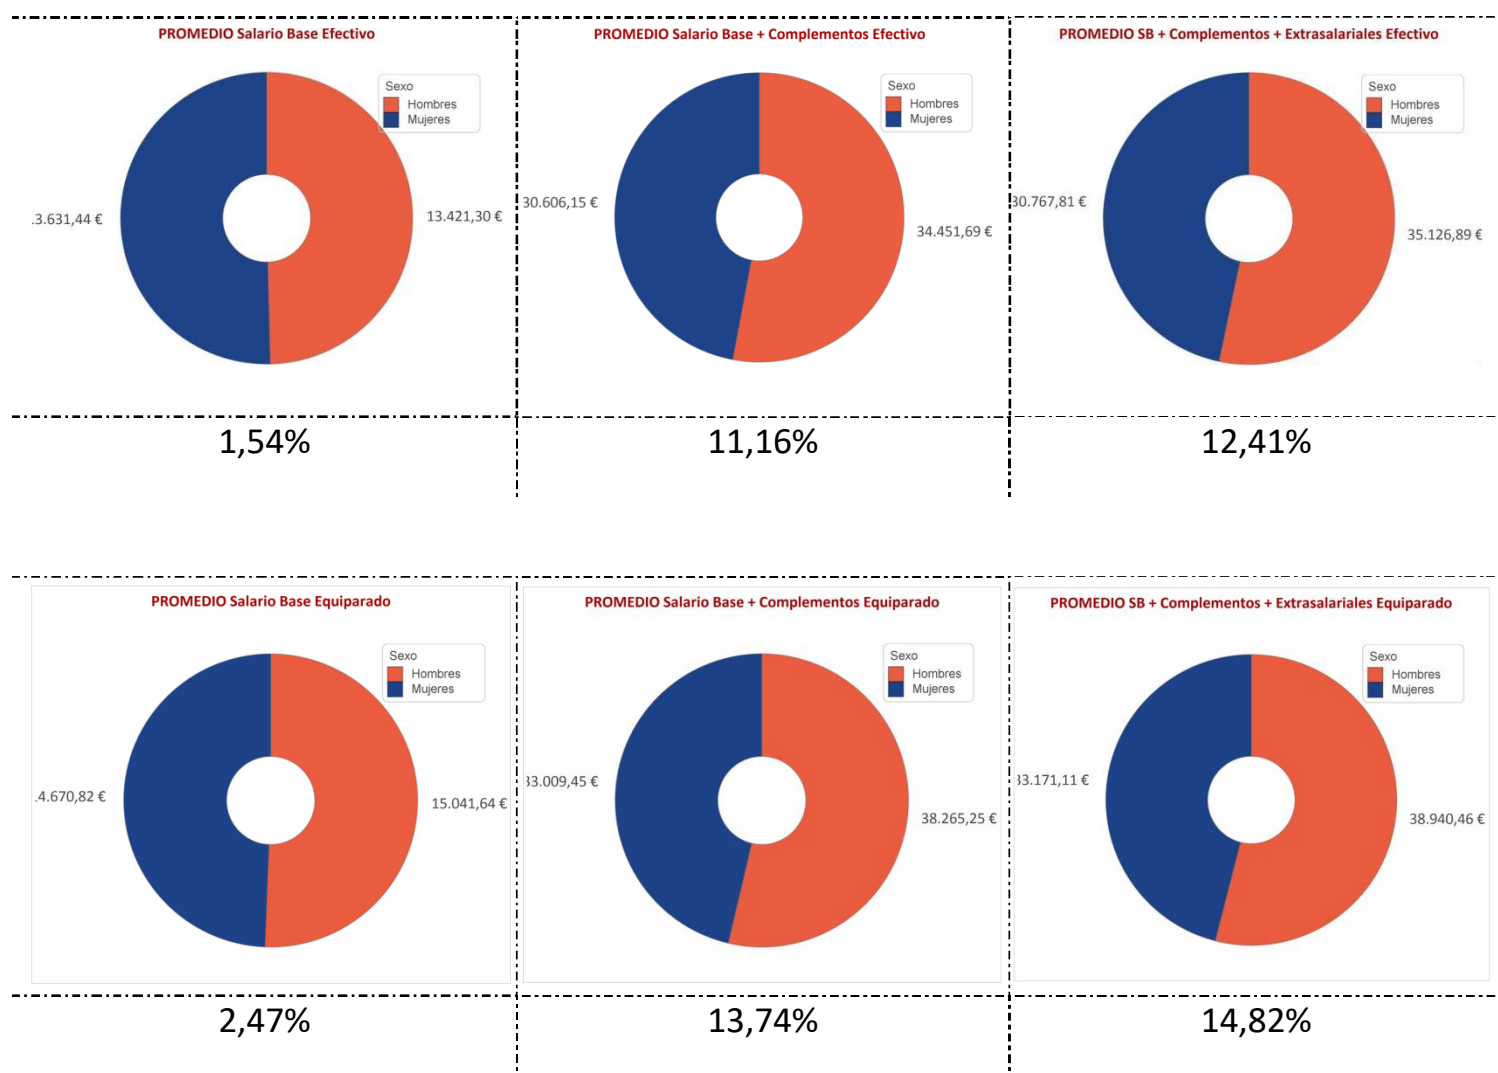 PROMEDIO Salario Base Efectivo
Sexo
Hombres
Mujeres
.3.631,44 €
13.421,30 €
PROMEDIO Salario Base + Complementos Efectivo
Sexo
Hombres
Mujeres
30.606,15 €
34.451,69 €
PROMEDIO SB + Complementos + Extrasalariales Efectivo
Sexo
Hombres
Mujeres
30.767,81 €
35.126,89 €
1,54%
11,16%
12,41%
PROMEDIO Salario Base Equiparado
Sexo
Hombres
Mujeres
.4.670,82 €
15.041,64 €
PROMEDIO Salario Base + Complementos Equiparado
Sexo
Hombres
Mujeres
33.009,45 €
38.265,25 €
PROMEDIO SB + Complementos + Extrasalariales Equiparado
Sexo
Hombres
Mujeres
33.171,11 €
38.940,46 €
2,47%
13,74%
14,82%